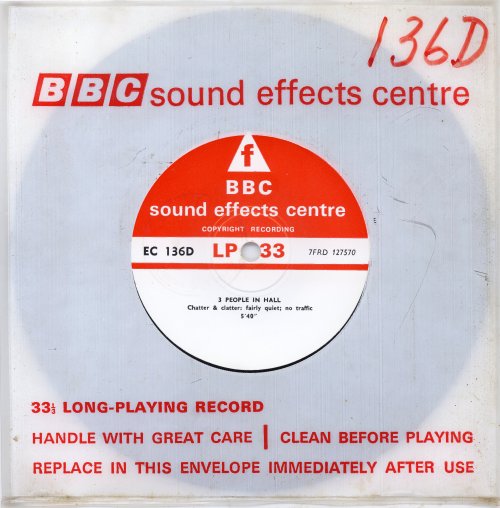 136D
BBC sound effects centre
f
BBC
sound effects centre
COPYRIGHT RECORDING
EC 136D LP 33 7FRD 127570
3 PEOPLE IN HALL
Chatter & clatter: fairly quiet; no traffic
5'40"
33⅓ LONG-PLAYING RECORD
HANDLE WITH GREAT CARE | CLEAN BEFORE PLAYING
REPLACE IN THIS ENVELOPE IMMEDIATELY AFTER USE